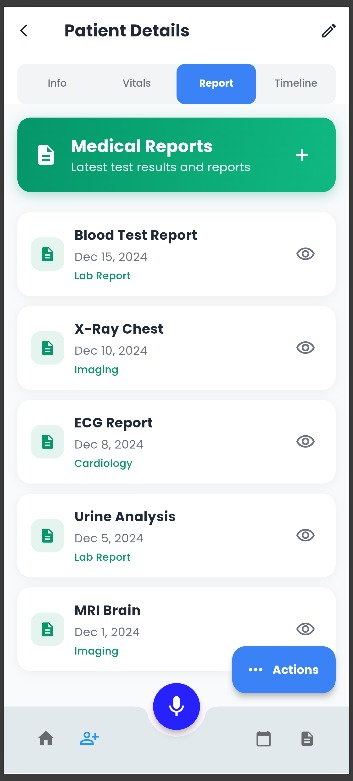 Patient Details
Info Vitals Report Timeline
Medical Reports
Latest test results and reports
Blood Test Report
Dec 15, 2024
Lab Report
X-Ray Chest
Dec 10, 2024
Imaging
ECG Report
Dec 8, 2024
Cardiology
Urine Analysis
Dec 5, 2024
Lab Report
MRI Brain
Dec 1, 2024
Imaging
Actions